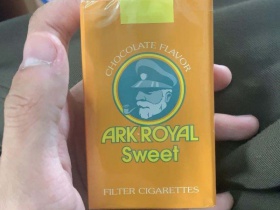 CHOCOLATE FLAVOR
ARK ROYAL
Sweet
FILTER CIGARETTES